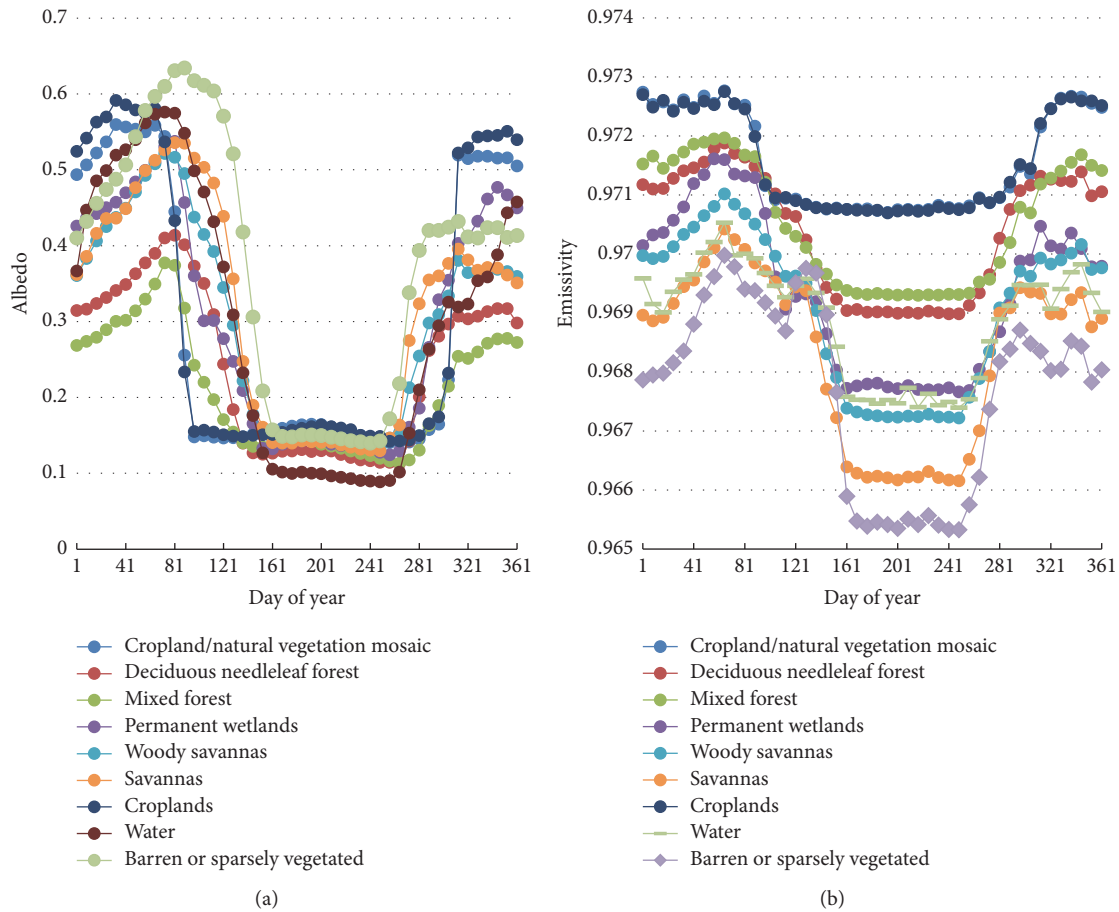 0.7
0.6
0.5
0.4
0.3
0.2
0.1
0
Albedo
1 41 81 121 161 201 241 281 321 361
Day of year
Cropland/natural vegetation mosaic
Deciduous needleleaf forest
Mixed forest
Permanent wetlands
Woody savannas
Savannas
Croplands
Water
Barren or sparsely vegetated
(a)
0.974
0.973
0.972
0.971
0.97
0.969
0.968
0.967
0.966
0.965
Emissivity
1 41 81 121 161 201 241 281 321 361
Day of year
Cropland/natural vegetation mosaic
Deciduous needleleaf forest
Mixed forest
Permanent wetlands
Woody savannas
Savannas
Croplands
Water
Barren or sparsely vegetated
(b)